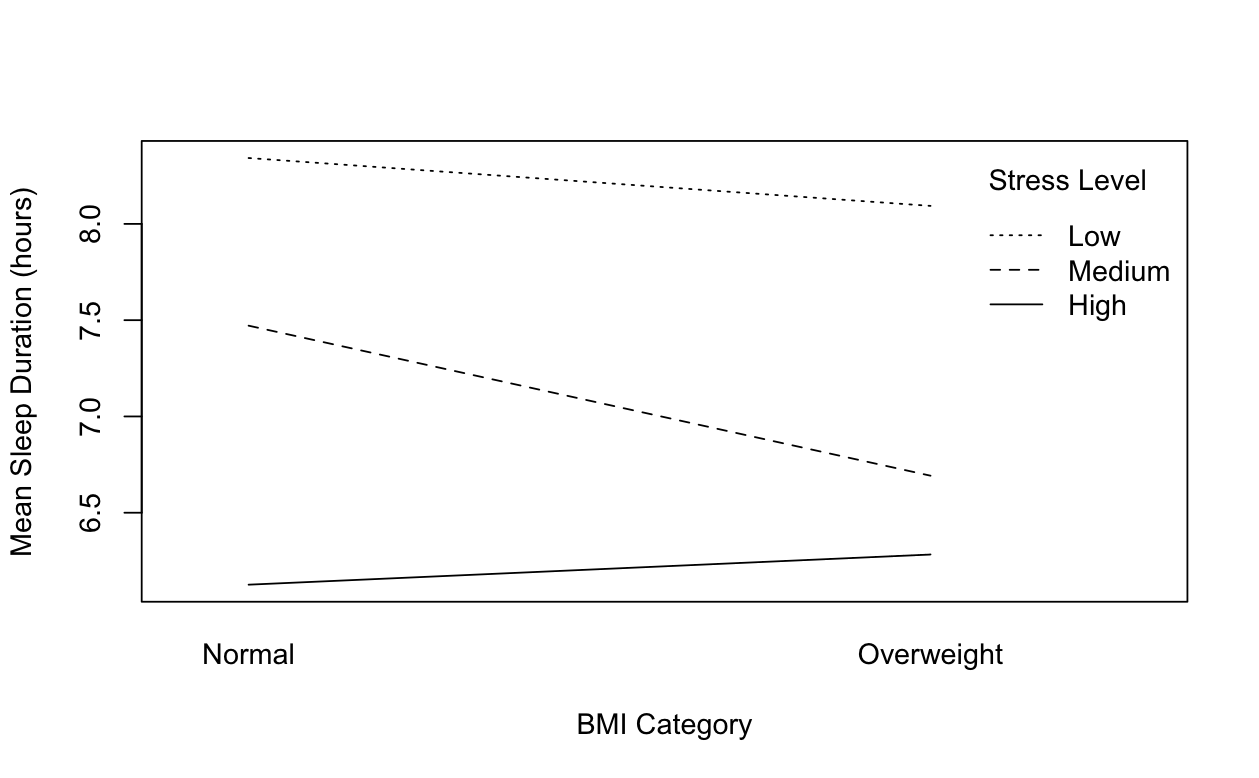 Mean Sleep Duration (hours)
8.0
7.5
7.0
6.5
Stress Level
Low
Medium
High
Normal
Overweight
BMI Category